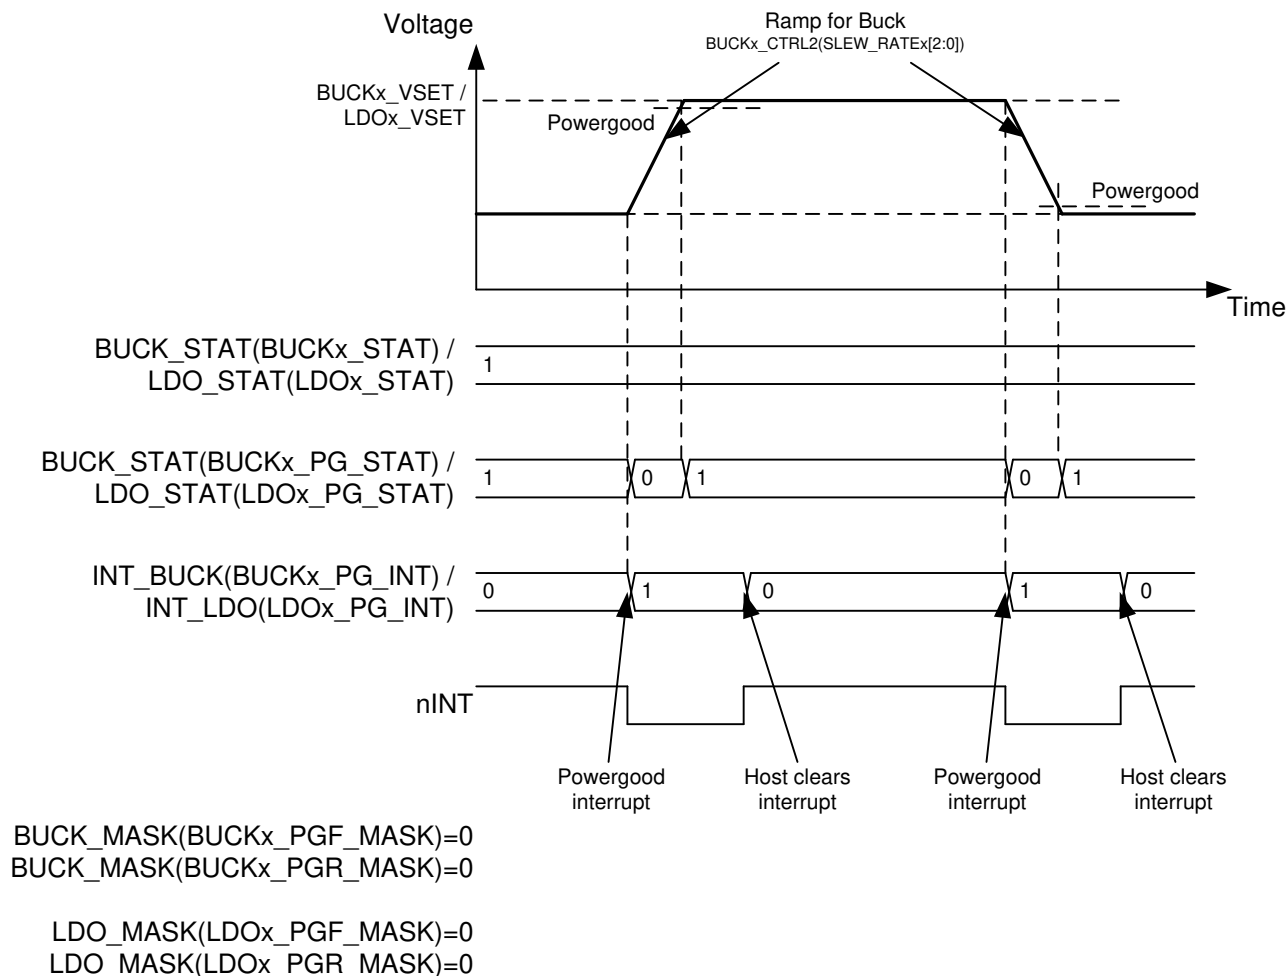 Voltage
Ramp for Buck
BUCKx_CTRL2(SLEW_RATEx[2:0])
BUCKx_VSET /
LDOx_VSET
Powergood
Powergood
Time
BUCK_STAT(BUCKx_STAT) /
LDO_STAT(LDOx_STAT)
1
BUCK_STAT(BUCKx_PG_STAT) /
LDO_STAT(LDOx_PG_STAT)
1 0 1 0 1
INT_BUCK(BUCKx_PG_INT) /
INT_LDO(LDOx_PG_INT)
0 1 0 1 0
nINT
Powergood
interrupt
Host clears
interrupt
Powergood
interrupt
Host clears
interrupt
BUCK_MASK(BUCKx_PGF_MASK)=0
BUCK_MASK(BUCKx_PGR_MASK)=0
LDO_MASK(LDOx_PGF_MASK)=0
LDO_MASK(LDOx_PGR_MASK)=0